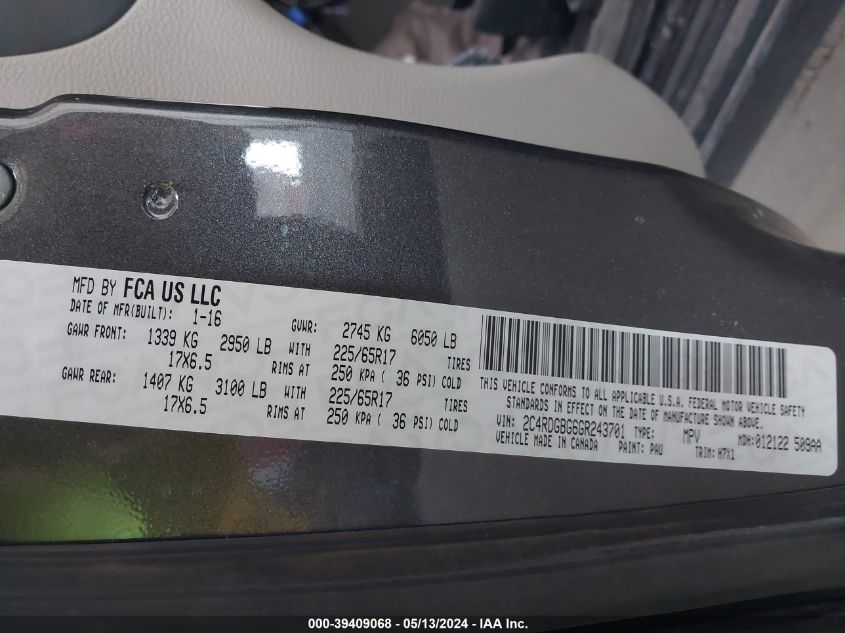 MFD BY FCA US LLC
DATE OF MFR(BUILT): 1-16 GVWR: 2745 KG 6050 LB
GAWR FRONT: 1339 KG 2950 LB WITH 225/65R17 TIRES
17X6.5 RIMS AT 250 KPA ( 36 PSI) COLD
GAWR REAR: 1407 KG 3100 LB WITH 225/65R17 TIRES
17X6.5 RIMS AT 250 KPA ( 36 PSI) COLD
THIS VEHICLE CONFORMS TO ALL APPLICABLE U.S.A. FEDERAL MOTOR VEHICLE SAFETY
STANDARDS IN EFFECT ON THE DATE OF MANUFACTURE SHOWN ABOVE.
VIN: 2C4RDGBG6GR243701 TYPE: MPV MDH:012122 509AA
VEHICLE MADE IN CANADA PAINT: PAU TRIM: H7X1
000-39409068 - 05/13/2024 - IAA Inc.